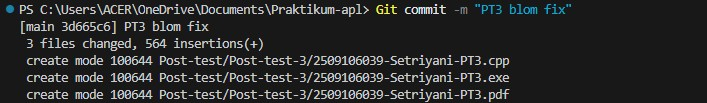 PS C:\Users\ACER\OneDrive\Documents\Praktikum-apl> Git commit -m "PT3 blom fix"
[main 3d665c6] PT3 blom fix
3 files changed, 564 insertions(+)
create mode 100644 Post-test/Post-test-3/2509106039-Setriyani-PT3.cpp
create mode 100644 Post-test/Post-test-3/2509106039-Setriyani-PT3.exe
create mode 100644 Post-test/Post-test-3/2509106039-Setriyani-PT3.pdf